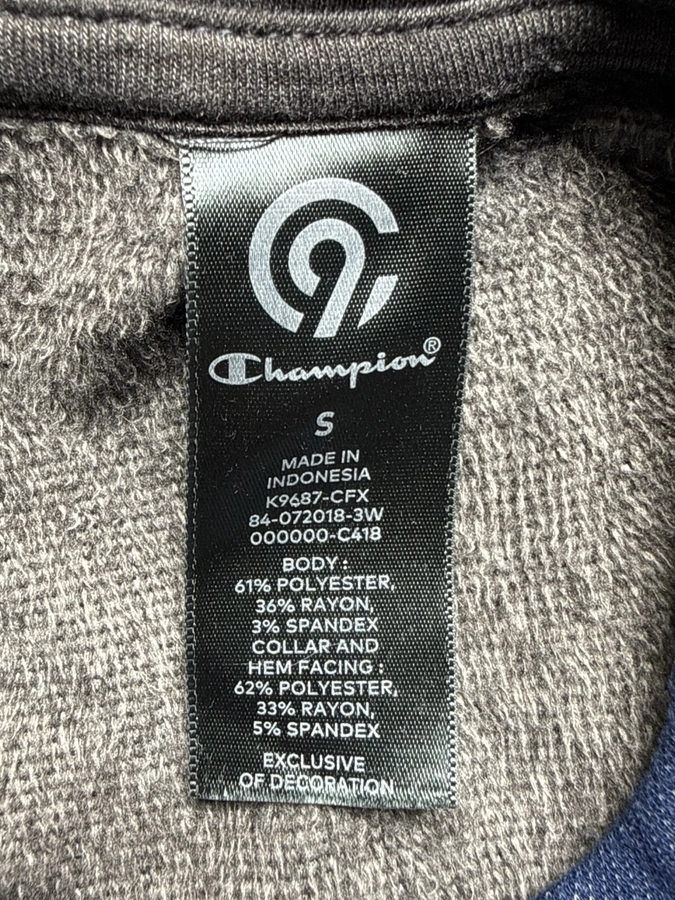 C9
Champion®
S
MADE IN
INDONESIA
K9687-CFX
84-072018-3W
000000-C418
BODY :
61% POLYESTER,
36% RAYON,
3% SPANDEX
COLLAR AND
HEM FACING :
62% POLYESTER,
33% RAYON,
5% SPANDEX
EXCLUSIVE
OF DECORATION